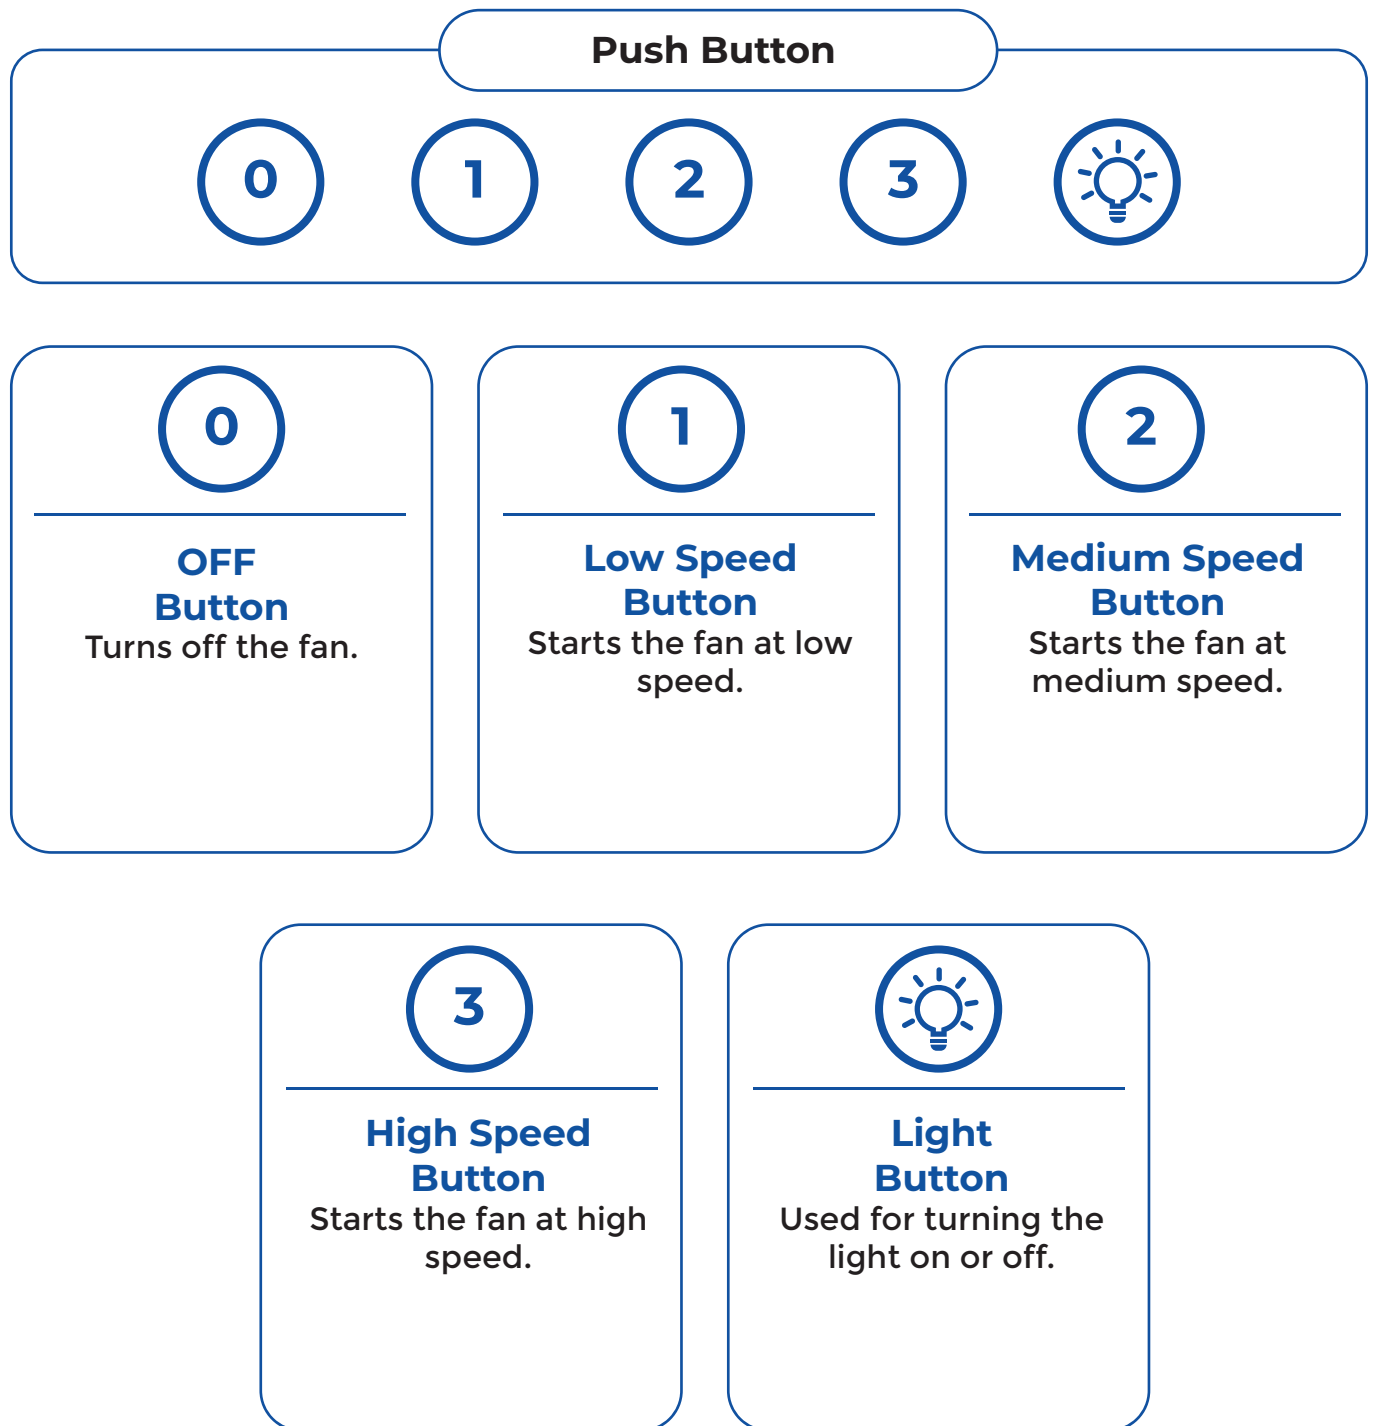 Push Button
0 1 2 3
0
OFF
Button
Turns off the fan.
1
Low Speed
Button
Starts the fan at low
speed.
2
Medium Speed
Button
Starts the fan at
medium speed.
3
High Speed
Button
Starts the fan at high
speed.
Light
Button
Used for turning the
light on or off.